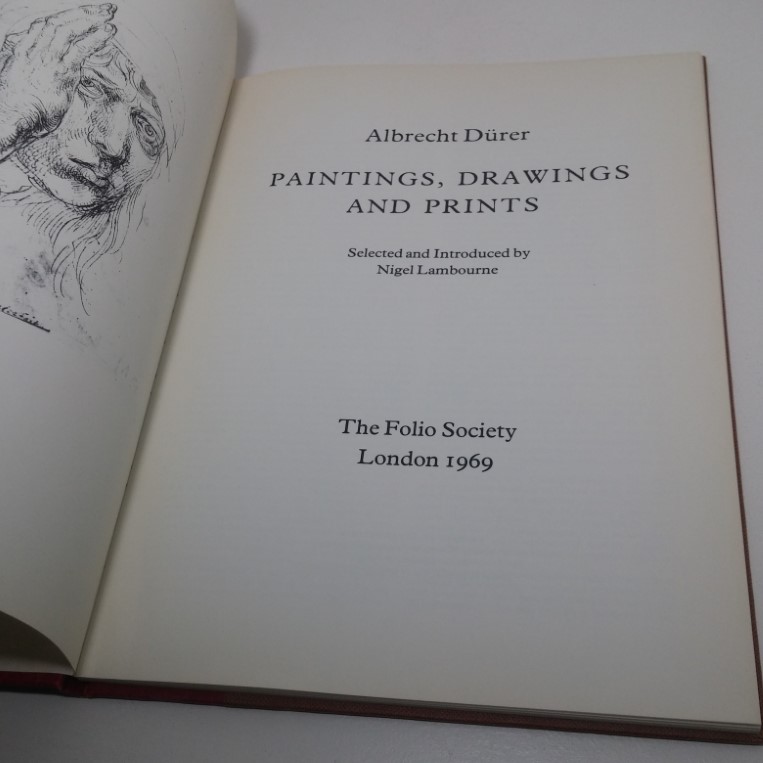 Albrecht Dürer
PAINTINGS, DRAWINGS
AND PRINTS
Selected and Introduced by
Nigel Lambourne
The Folio Society
London 1969